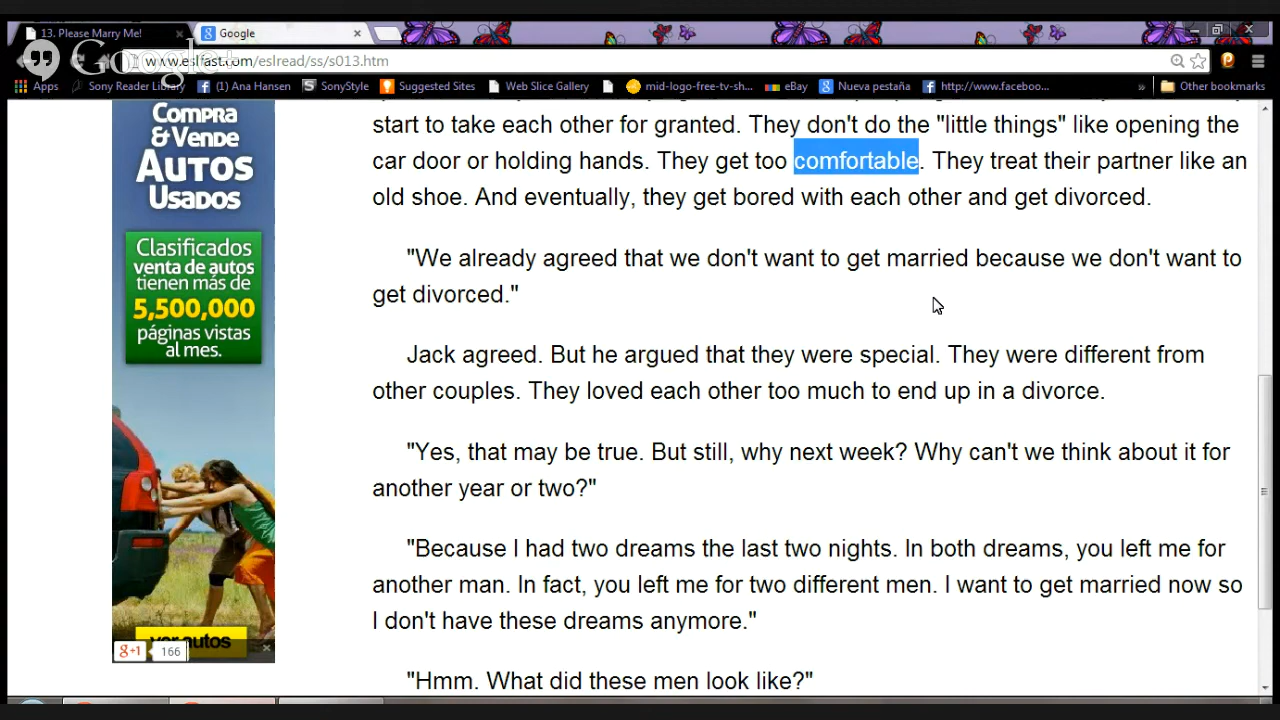 13. Please Marry Me!
Google
Google+
www.eslfast.com/eslread/ss/s013.htm
Apps
Sony Reader Library
(1) Ana Hansen
SonyStyle
Suggested Sites
Web Slice Gallery
mid-logo-free-tv-sh...
eBay
Nueva pestaña
http://www.faceboo...
»
Other bookmarks
COMPRA
& VENDE
AUTOS
USADOS
Clasificados
venta de autos
tienen más de
5,500,000
páginas vistas
al mes.
ver autos
g+1 166
start to take each other for granted. They don't do the "little things" like opening the
car door or holding hands. They get too comfortable. They treat their partner like an
old shoe. And eventually, they get bored with each other and get divorced.
"We already agreed that we don't want to get married because we don't want to
get divorced."
Jack agreed. But he argued that they were special. They were different from
other couples. They loved each other too much to end up in a divorce.
"Yes, that may be true. But still, why next week? Why can't we think about it for
another year or two?"
"Because I had two dreams the last two nights. In both dreams, you left me for
another man. In fact, you left me for two different men. I want to get married now so
I don't have these dreams anymore."
"Hmm. What did these men look like?"